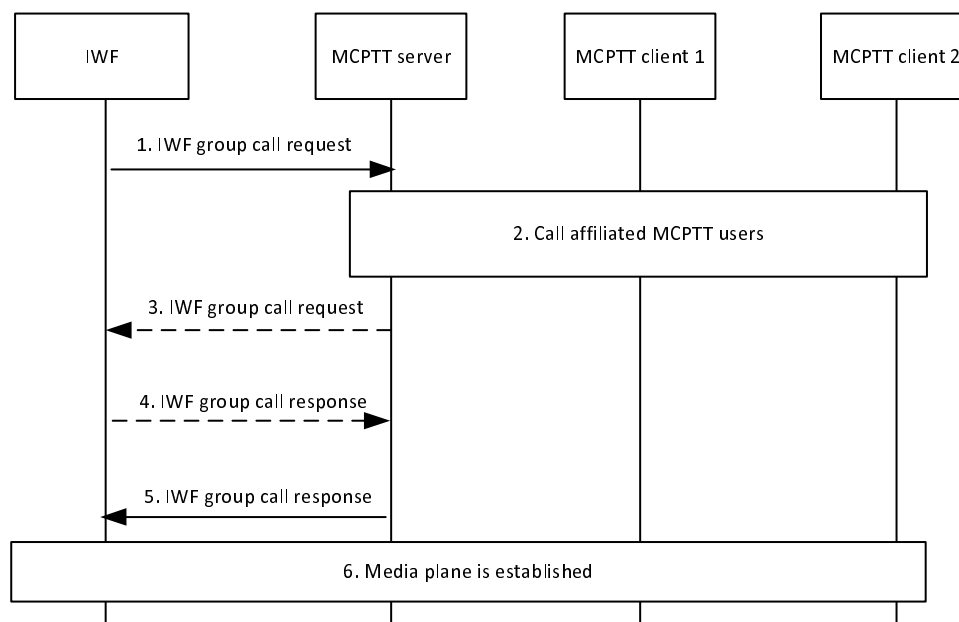 IWF
MCPTT server
MCPTT client 1
MCPTT client 2
1. IWF group call request
2. Call affiliated MCPTT users
3. IWF group call request
4. IWF group call response
5. IWF group call response
6. Media plane is established